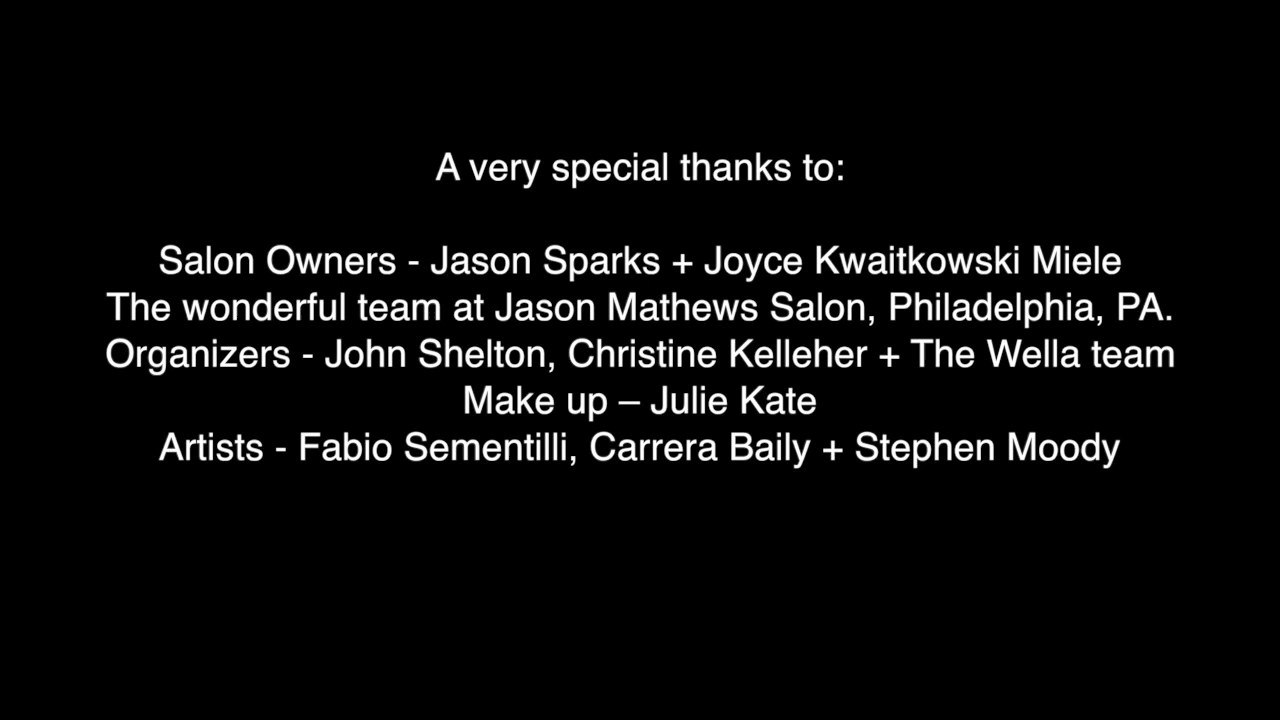 A very special thanks to:
Salon Owners - Jason Sparks + Joyce Kwaitkowski Miele
The wonderful team at Jason Mathews Salon, Philadelphia, PA.
Organizers - John Shelton, Christine Kelleher + The Wella team
Make up – Julie Kate
Artists - Fabio Sementilli, Carrera Baily + Stephen Moody